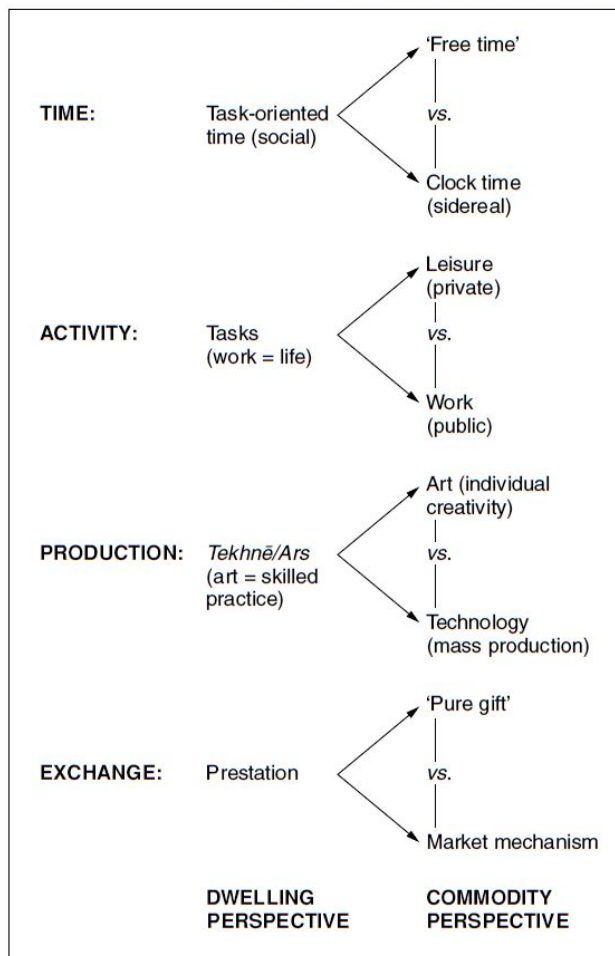 ‘Free time’
TIME: Task-oriented vs.
time (social)
Clock time
(sidereal)
Leisure
(private)
ACTIVITY: Tasks vs.
(work = life)
Work
(public)
Art (individual
creativity)
PRODUCTION: Tekhnē/Ars vs.
(art = skilled
practice)
Technology
(mass production)
‘Pure gift’
EXCHANGE: Prestation vs.
Market mechanism
DWELLING COMMODITY
PERSPECTIVE PERSPECTIVE